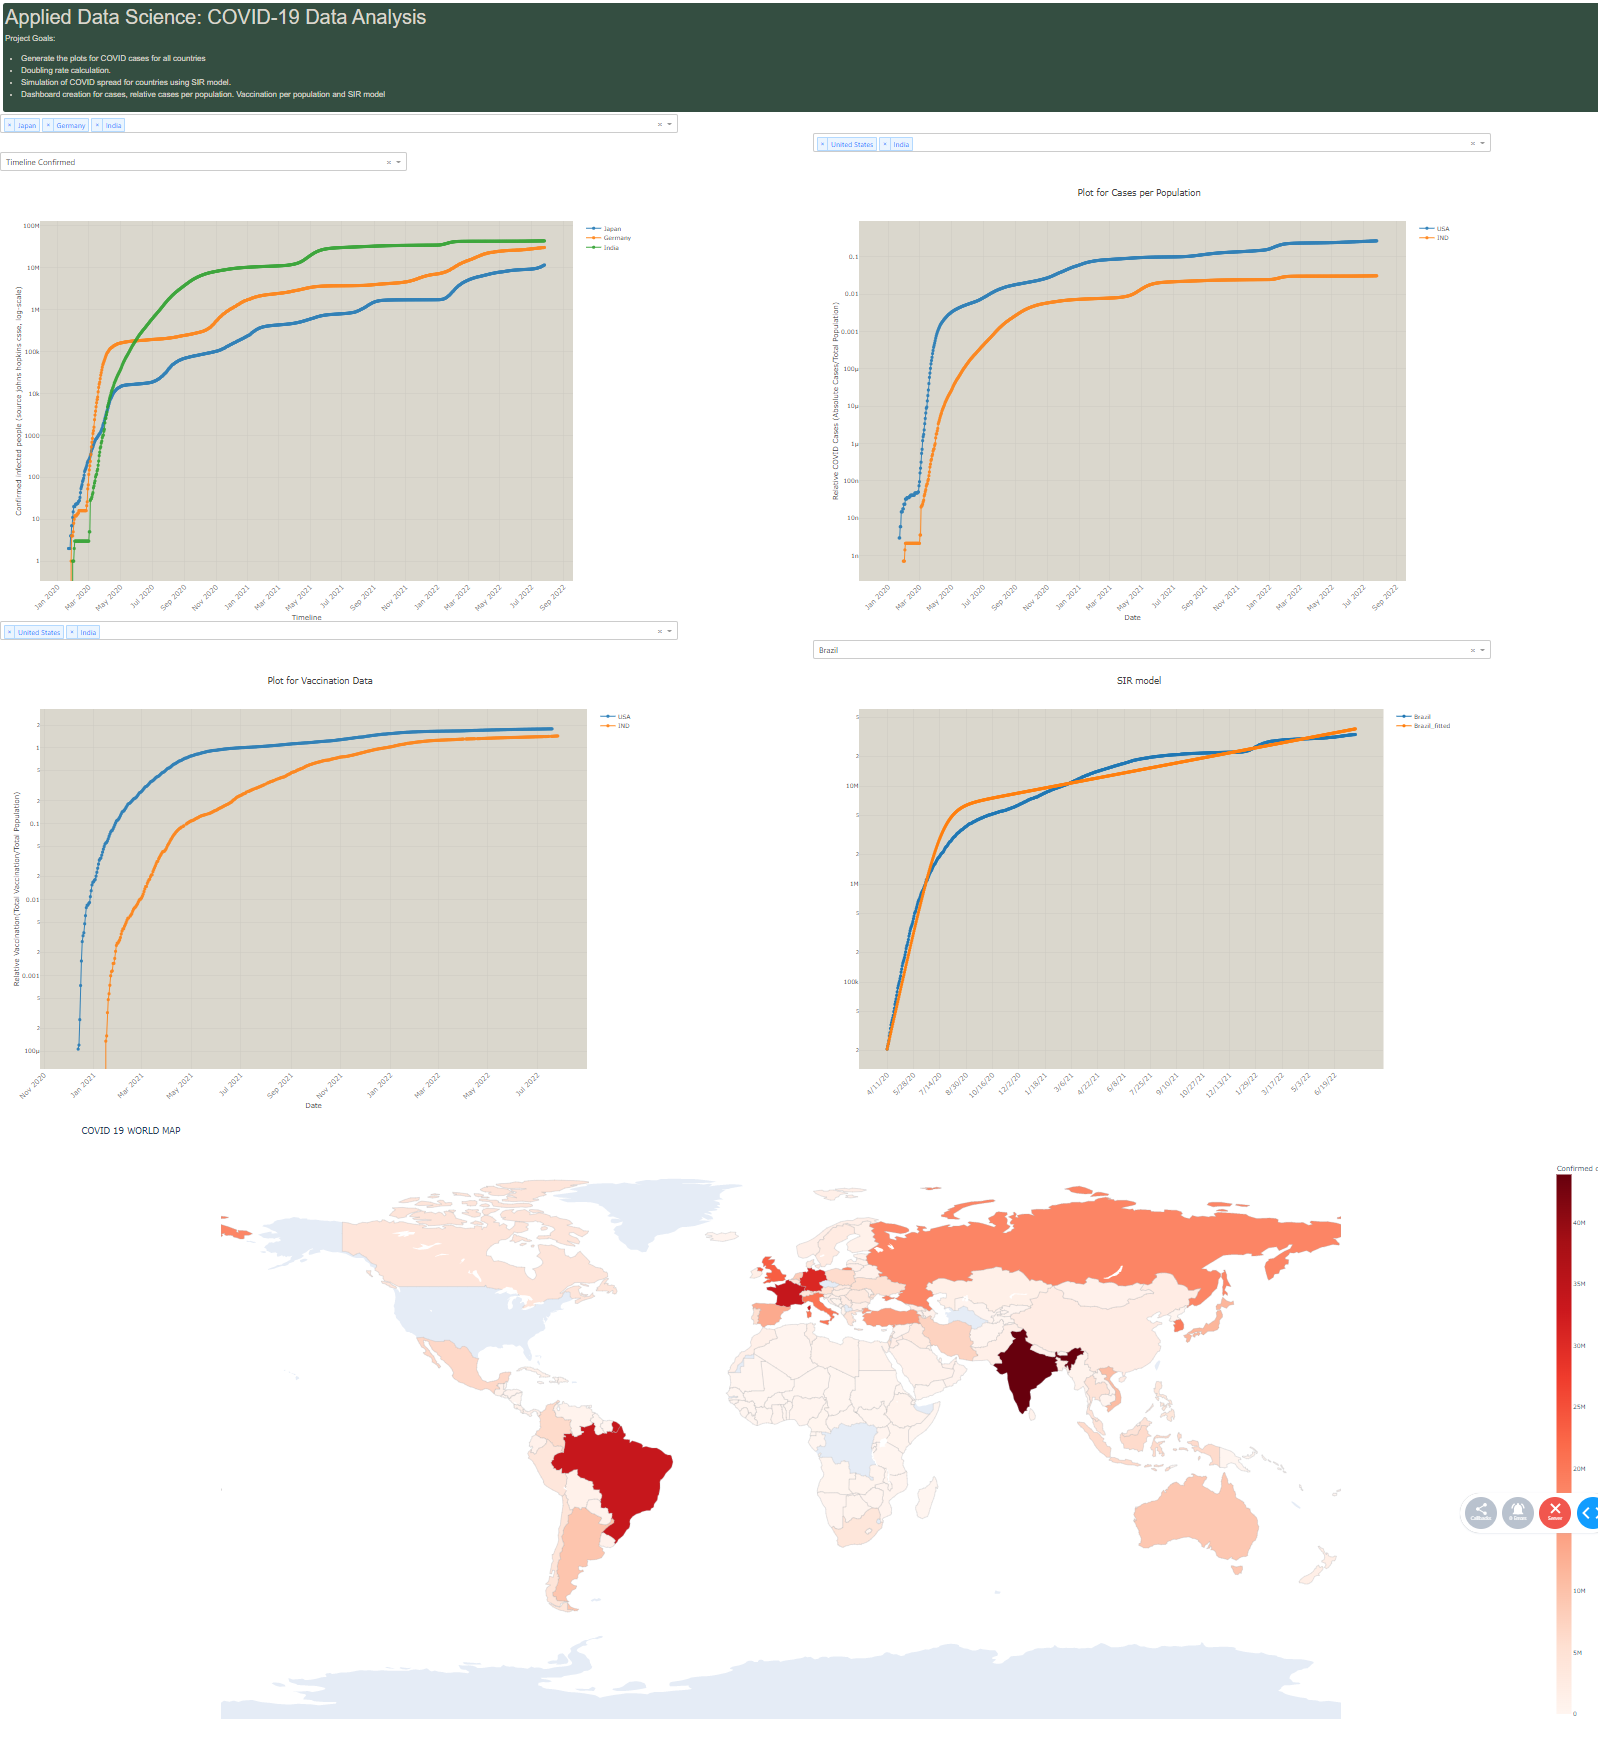 Applied Data Science: COVID-19 Data Analysis
Project Goals:
Generate the plots for COVID cases for all countries
Doubling rate calculation.
Simulation of COVID spread for countries using SIR model.
Dashboard creation for cases, relative cases per population. Vaccination per population and SIR model
× Japan × Germany × India
Timeline Confirmed
100M
10M
1M
100k
10k
1000
100
10
1
Confirmed infected people (source johns hopkins csse, log-scale)
Jan 2020 Mar 2020 May 2020 Jul 2020 Sep 2020 Nov 2020 Jan 2021 Mar 2021 May 2021 Jul 2021 Sep 2021 Nov 2021 Jan 2022 Mar 2022 May 2022 Jul 2022 Sep 2022
Timeline
Japan
Germany
India
× United States × India
Plot for Cases per Population
0.1
0.01
0.001
100μ
10μ
1μ
100n
10n
1n
Relative COVID Cases (Absolute Cases/Total Population)
Jan 2020 Mar 2020 May 2020 Jul 2020 Sep 2020 Nov 2020 Jan 2021 Mar 2021 May 2021 Jul 2021 Sep 2021 Nov 2021 Jan 2022 Mar 2022 May 2022 Jul 2022 Sep 2022
Date
USA
IND
× United States × India
Plot for Vaccination Data
2
1
5
2
0.1
5
2
0.01
5
2
0.001
5
2
100μ
Relative Vaccination(Total Vaccination/Total Population)
Nov 2020 Jan 2021 Mar 2021 May 2021 Jul 2021 Sep 2021 Nov 2021 Jan 2022 Mar 2022 May 2022 Jul 2022
Date
USA
IND
Brazil
SIR model
5
2
10M
5
2
1M
5
2
100k
5
2
4/11/20 5/28/20 7/14/20 8/30/20 10/16/20 12/2/20 1/18/21 3/6/21 4/22/21 6/8/21 7/25/21 9/10/21 10/27/21 12/13/21 1/29/22 3/17/22 5/3/22 6/19/22
Brazil
Brazil_fitted
COVID 19 WORLD MAP
Confirmed c
40M
35M
30M
25M
20M
10M
5M
0
Callbacks
0 Errors
Server